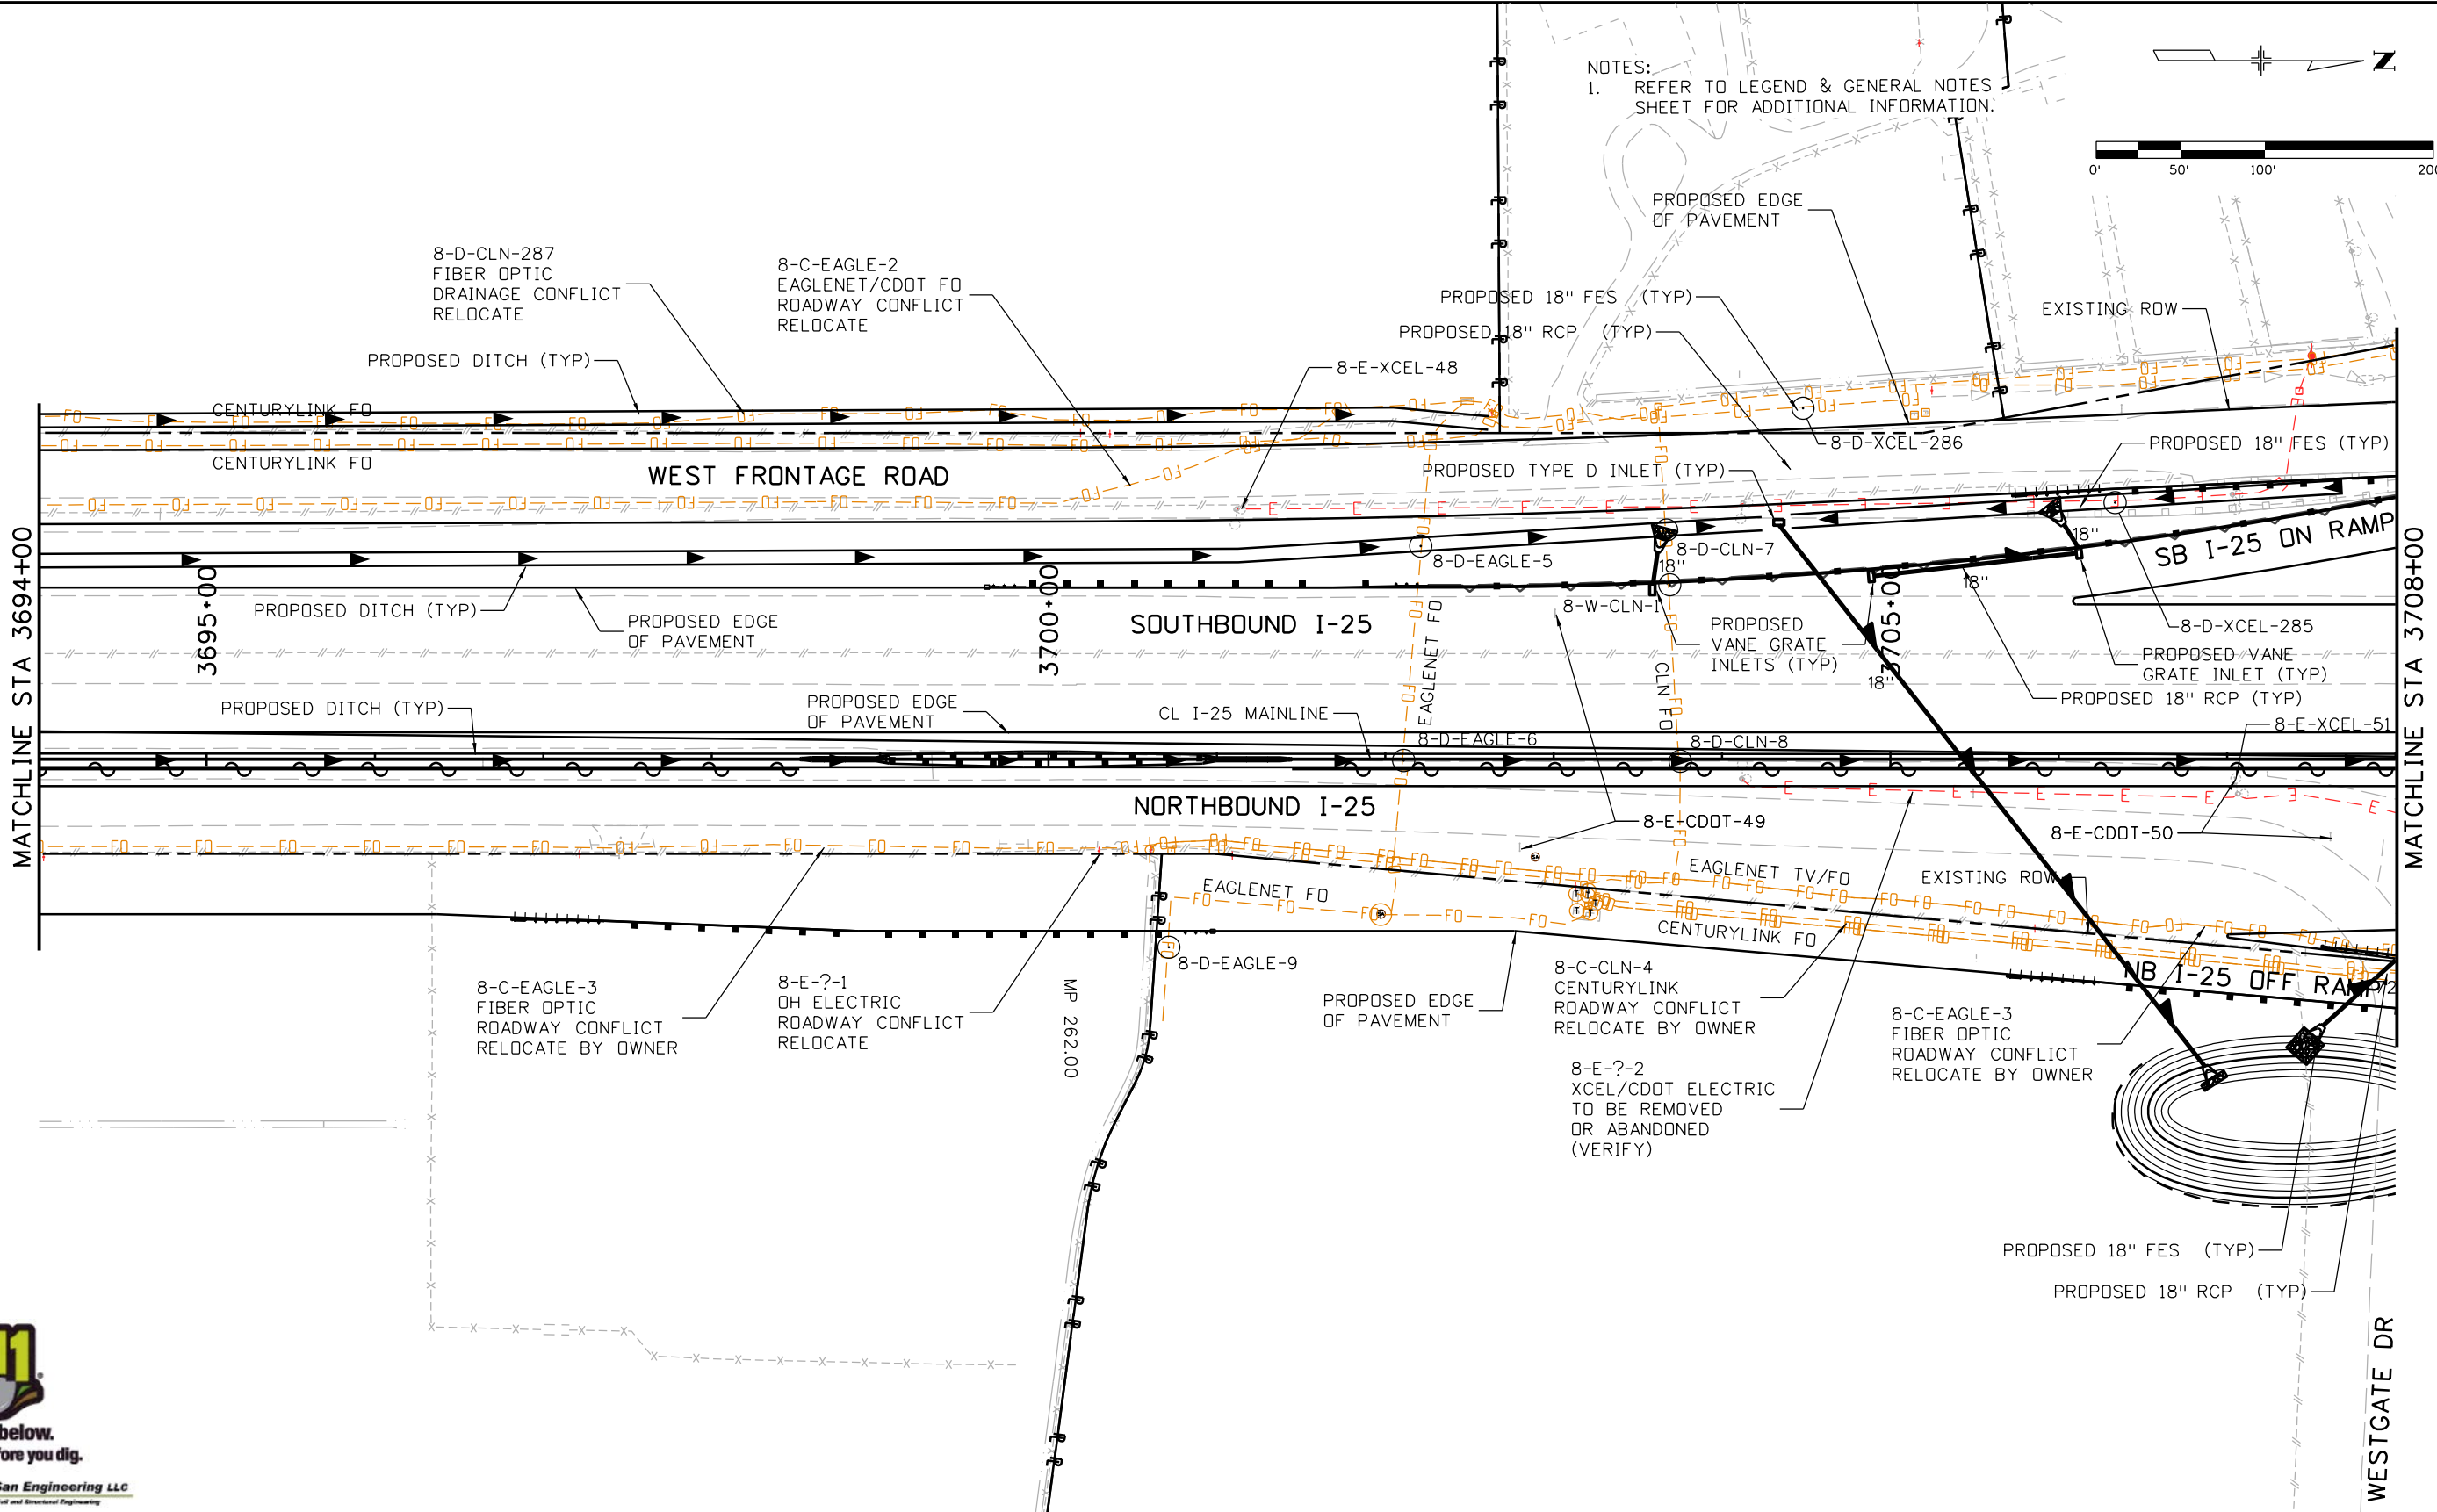 NOTES:
1. REFER TO LEGEND & GENERAL NOTES
SHEET FOR ADDITIONAL INFORMATION.
N
0' 50' 100'
PROPOSED EDGE
OF PAVEMENT
8-D-CLN-287
FIBER OPTIC
DRAINAGE CONFLICT
RELOCATE
8-C-EAGLE-2
EAGLENET/CDOT FO
ROADWAY CONFLICT
RELOCATE
PROPOSED 18" FES (TYP)
PROPOSED 18" RCP (TYP)
EXISTING ROW
PROPOSED DITCH (TYP)
8-E-XCEL-48
CENTURYLINK FO
CENTURYLINK FO
WEST FRONTAGE ROAD
8-D-XCEL-286
PROPOSED TYPE D INLET (TYP)
PROPOSED 18" FES (TYP)
MATCHLINE STA 3694+00
3695+00
3700+00
3705+00
MATCHLINE STA 3708+00
8-D-EAGLE-5
8-D-CLN-7
18"
18"
18"
18"
SB I-25 ON RAMP
PROPOSED DITCH (TYP)
PROPOSED EDGE
OF PAVEMENT
SOUTHBOUND I-25
EAGLENET FO
8-W-CLN-1
PROPOSED
VANE GRATE
INLETS (TYP)
CLN FO
8-D-XCEL-285
PROPOSED VANE
GRATE INLET (TYP)
PROPOSED 18" RCP (TYP)
PROPOSED DITCH (TYP)
PROPOSED EDGE
OF PAVEMENT
CL I-25 MAINLINE
8-D-EAGLE-6
8-D-CLN-8
8-E-XCEL-51
NORTHBOUND I-25
8-E-CDOT-49
8-E-CDOT-50
EAGLENET FO
EAGLENET TV/FO
EXISTING ROW
CENTURYLINK FO
8-D-EAGLE-9
NB I-25 OFF RAMP
8-C-EAGLE-3
FIBER OPTIC
ROADWAY CONFLICT
RELOCATE BY OWNER
8-E-?-1
OH ELECTRIC
ROADWAY CONFLICT
RELOCATE
MP 262.00
PROPOSED EDGE
OF PAVEMENT
8-C-CLN-4
CENTURYLINK
ROADWAY CONFLICT
RELOCATE BY OWNER
8-C-EAGLE-3
FIBER OPTIC
ROADWAY CONFLICT
RELOCATE BY OWNER
8-E-?-2
XCEL/CDOT ELECTRIC
TO BE REMOVED
OR ABANDONED
(VERIFY)
PROPOSED 18" FES (TYP)
PROPOSED 18" RCP (TYP)
WESTGATE DR
below.
fore you dig.
San Engineering LLC